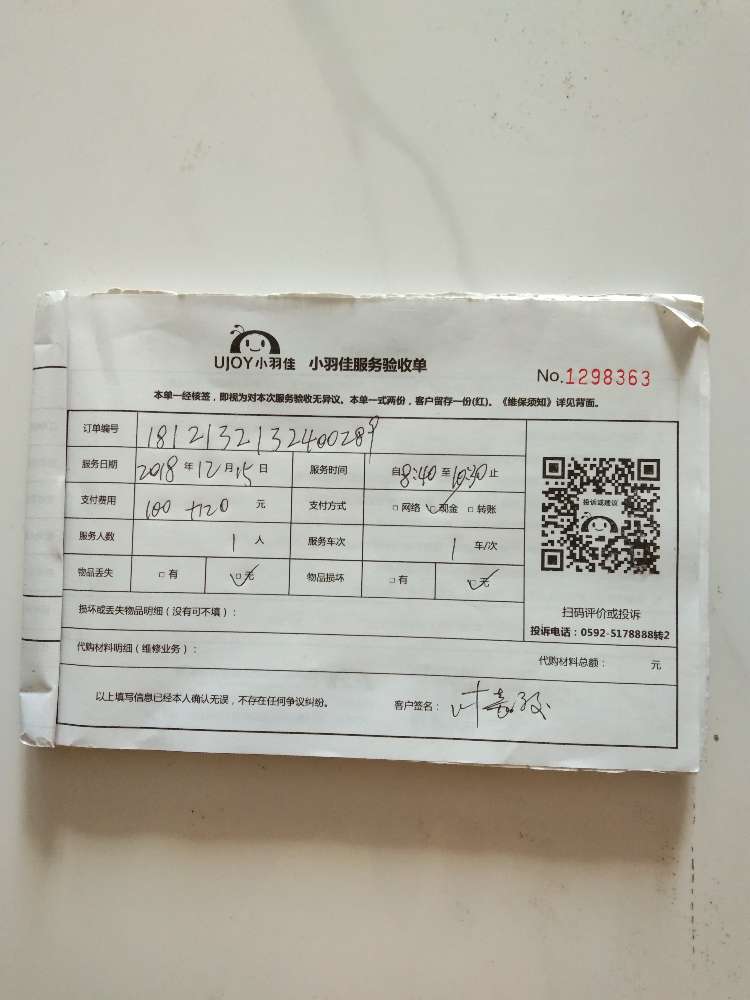 UJOY小羽佳 小羽佳服务验收单
No.1298363
本单一经核签，即视为对本次服务验收无异议。本单一式两份，客户留存一份(红)。《维保须知》详见背面。
订单编号 1812132132400289
服务日期 2018年12月15日 服务时间 自8:40至10:30止
支付费用 100+120元 支付方式 □网络 □现金 □转账
服务人数 1人 服务车次 1车/次
物品丢失 □有 □无 物品损坏 □有 □无
损坏或丢失物品明细（没有可不填）：
代购材料明细（维修业务）：
代购材料总额： 元
以上填写信息已经本人确认无误，不存在任何争议纠纷。 客户签名：叶
投诉或建议
扫码评价或投诉
投诉电话：0592-5178888转2